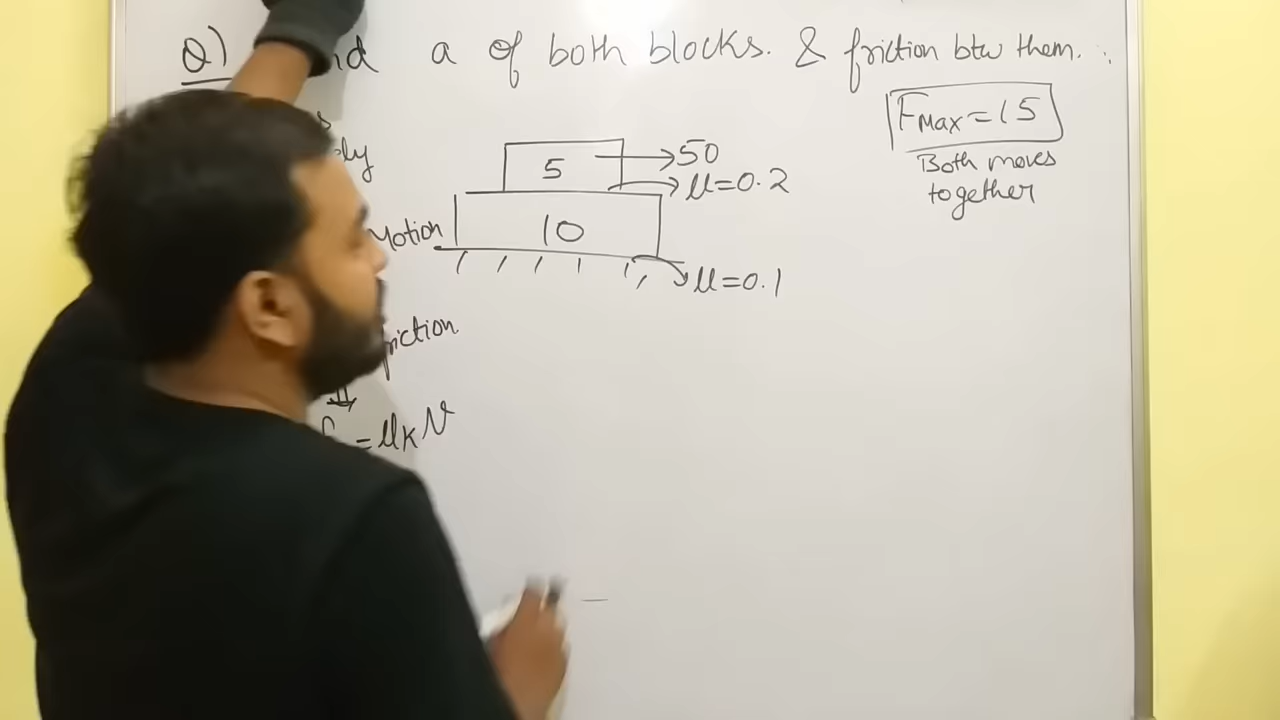 Q) nd a of both blocks. & friction btw them.
FMAX = 15
Both moves
together
5 → 50
→ μ=0.2
10
μ=0.1
Motion
friction
= μK N